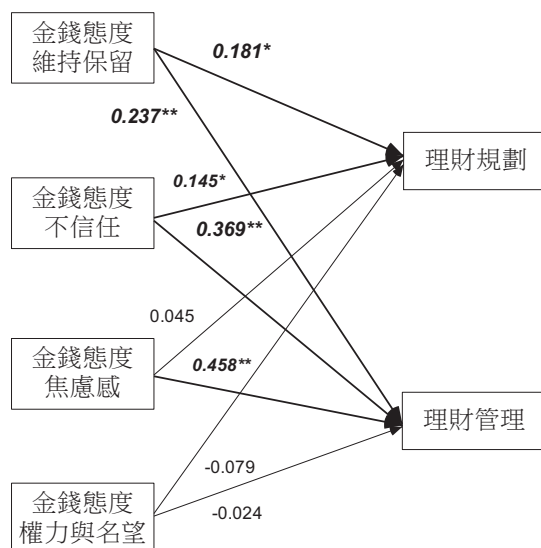 金錢態度
維持保留
0.181*
0.237**
理財規劃
金錢態度
不信任
0.145*
0.369**
0.045
金錢態度
焦慮感
0.458**
理財管理
-0.079
金錢態度
權力與名望
-0.024